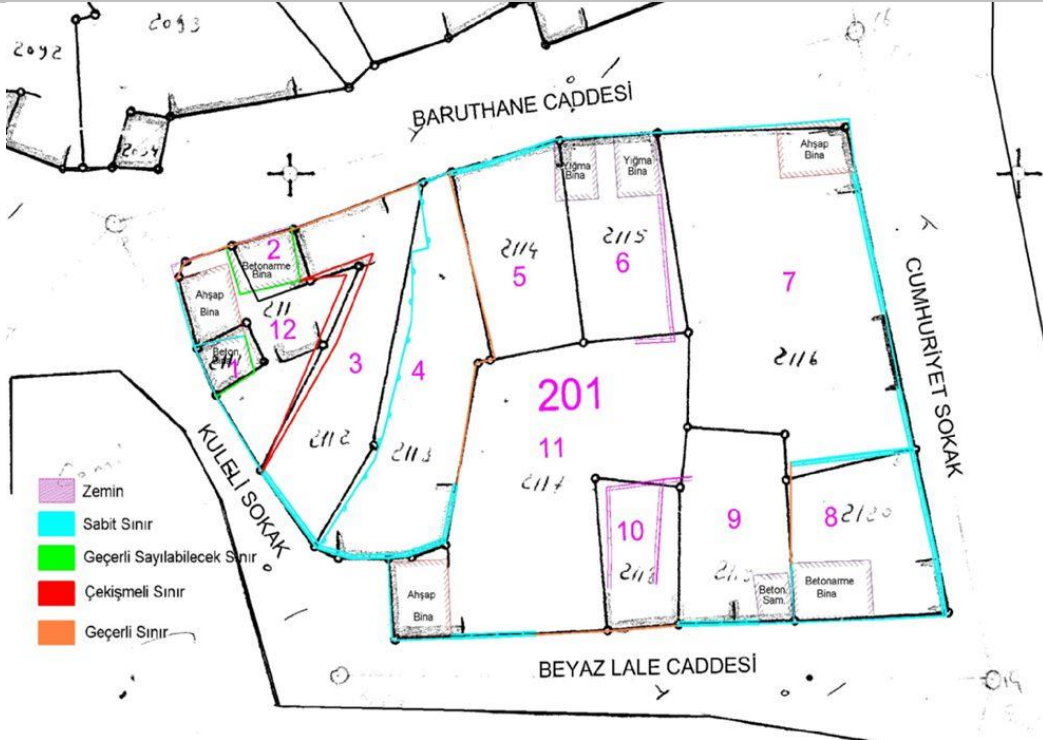 2093
2092
2094
BARUTHANE CADDESİ
Ahşap
Bina
Yığma
Bina
Yığma
Bina
2114
5
2115
6
7
2116
2
Betonarme
Bina
Ahşap
Bina
211
12
Beton
1
3
4
2112
2113
201
11
2117
CUMHURİYET SOKAK
KULELİ SOKAK
10
9
8
2120
Zemin
Sabit Sınır
Geçerli Sayılabilecek Sınır
Çekişmeli Sınır
Geçerli Sınır
Ahşap
Bina
Beton
Sam.
Betonarme
Bina
BEYAZ LALE CADDESİ